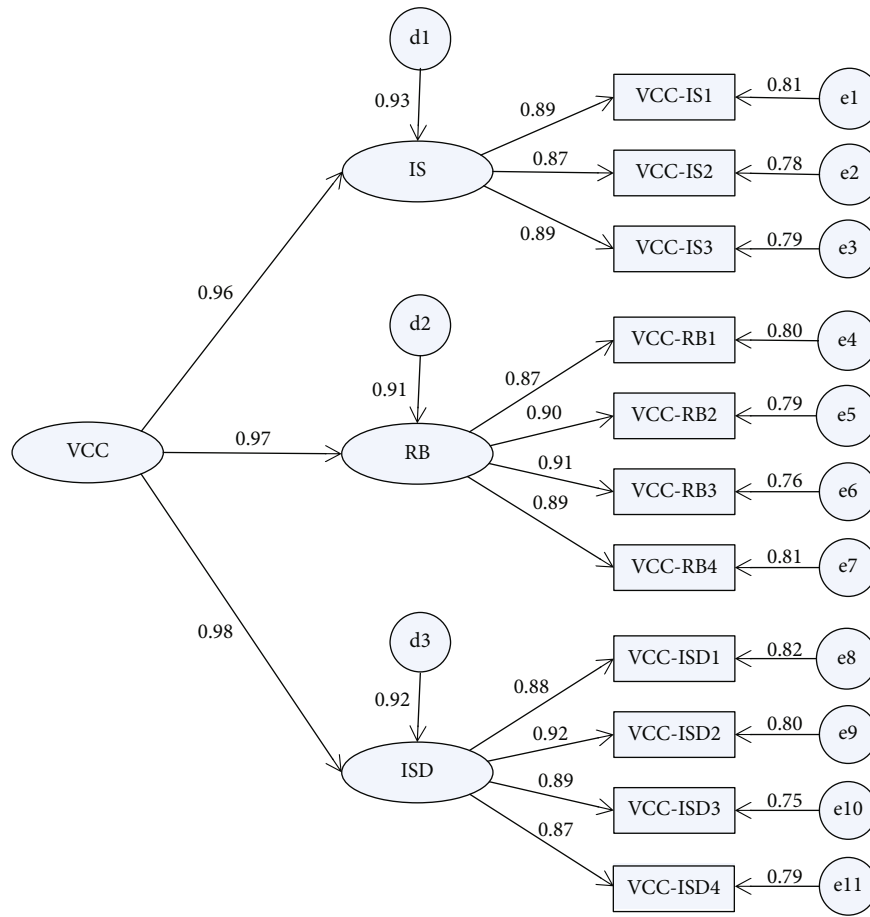 d1
0.93
IS
0.89
VCC-IS1
0.81
e1
0.87
VCC-IS2
0.78
e2
0.89
VCC-IS3
0.79
e3
0.96
d2
0.91
RB
0.87
VCC-RB1
0.80
e4
0.90
VCC-RB2
0.79
e5
0.91
VCC-RB3
0.76
e6
0.89
VCC-RB4
0.81
e7
VCC
0.97
0.98
d3
0.92
ISD
0.88
VCC-ISD1
0.82
e8
0.92
VCC-ISD2
0.80
e9
0.89
VCC-ISD3
0.75
e10
0.87
VCC-ISD4
0.79
e11